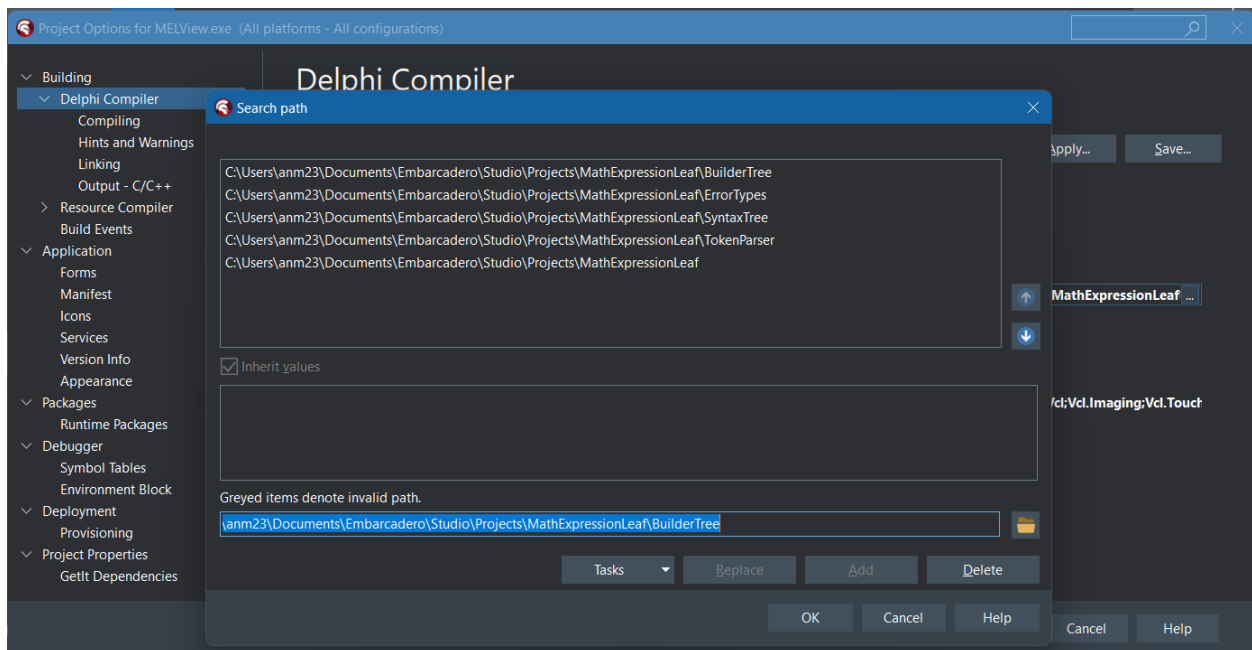 Project Options for MELView.exe (All platforms - All configurations)
Building
Delphi Compiler
Compiling
Hints and Warnings
Linking
Output - C/C++
Resource Compiler
Build Events
Application
Forms
Manifest
Icons
Services
Version Info
Appearance
Packages
Runtime Packages
Debugger
Symbol Tables
Environment Block
Deployment
Provisioning
Project Properties
GetIt Dependencies
Delphi Compiler
Apply...
Save...
MathExpressionLeaf ...
Vcl.Imaging;Vcl.Touch
Search path
C:\Users\anm23\Documents\Embarcadero\Studio\Projects\MathExpressionLeaf\BuilderTree
C:\Users\anm23\Documents\Embarcadero\Studio\Projects\MathExpressionLeaf\ErrorTypes
C:\Users\anm23\Documents\Embarcadero\Studio\Projects\MathExpressionLeaf\SyntaxTree
C:\Users\anm23\Documents\Embarcadero\Studio\Projects\MathExpressionLeaf\TokenParser
C:\Users\anm23\Documents\Embarcadero\Studio\Projects\MathExpressionLeaf
Inherit values
Greyed items denote invalid path.
\anm23\Documents\Embarcadero\Studio\Projects\MathExpressionLeaf\BuilderTree
Tasks
Replace
Add
Delete
OK
Cancel
Help
Cancel
Help